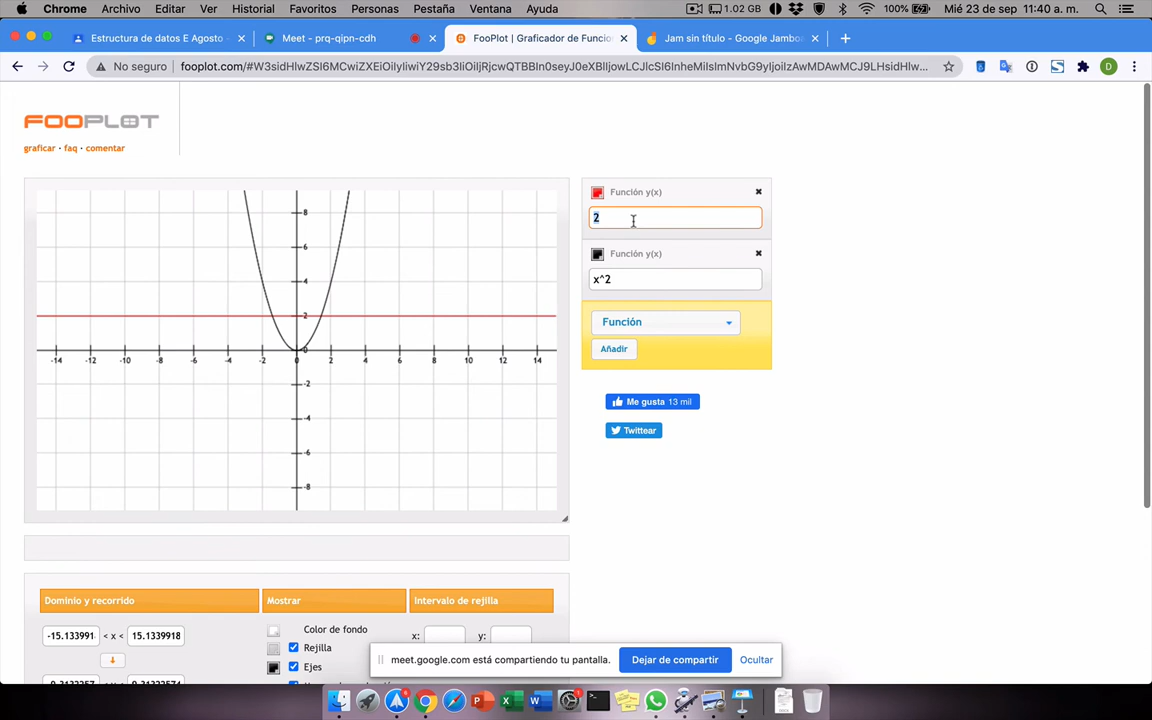 Chrome Archivo Editar Ver Historial Favoritos Personas Pestaña Ventana Ayuda 1.02 GB 100% Mié 23 de sep 11:40 a. m.
Estructura de datos E Agosto - Meet - prq-qipn-cdh FooPlot | Graficador de Funcio Jam sin título - Google Jambo
No seguro fooplot.com/#W3sidHlwZSI6MCwiZXEiOiIyIiwiY29sb3IiOiIjRjcwQTBBIn0seyJ0eXBlIjowLCJlcSI6InheMiIsImNvbG9yIjoiIzAwMDAwMCJ9LHsidHlwZ... D
FOOPLOT
graficar · faq · comentar
Función y(x)
2
Función y(x)
x^2
Función
Añadir
Me gusta 13 mil
Twittear
8
6
4
2
0
-14 -12 -10 -8 -6 -4 -2 0 2 4 6 8 10 12 14
-2
-4
-6
-8
Dominio y recorrido Mostrar Intervalo de rejilla
-15.133991 < x < 15.1339918
Color de fondo
x: y:
Rejilla
Ejes
meet.google.com está compartiendo tu pantalla. Dejar de compartir Ocultar